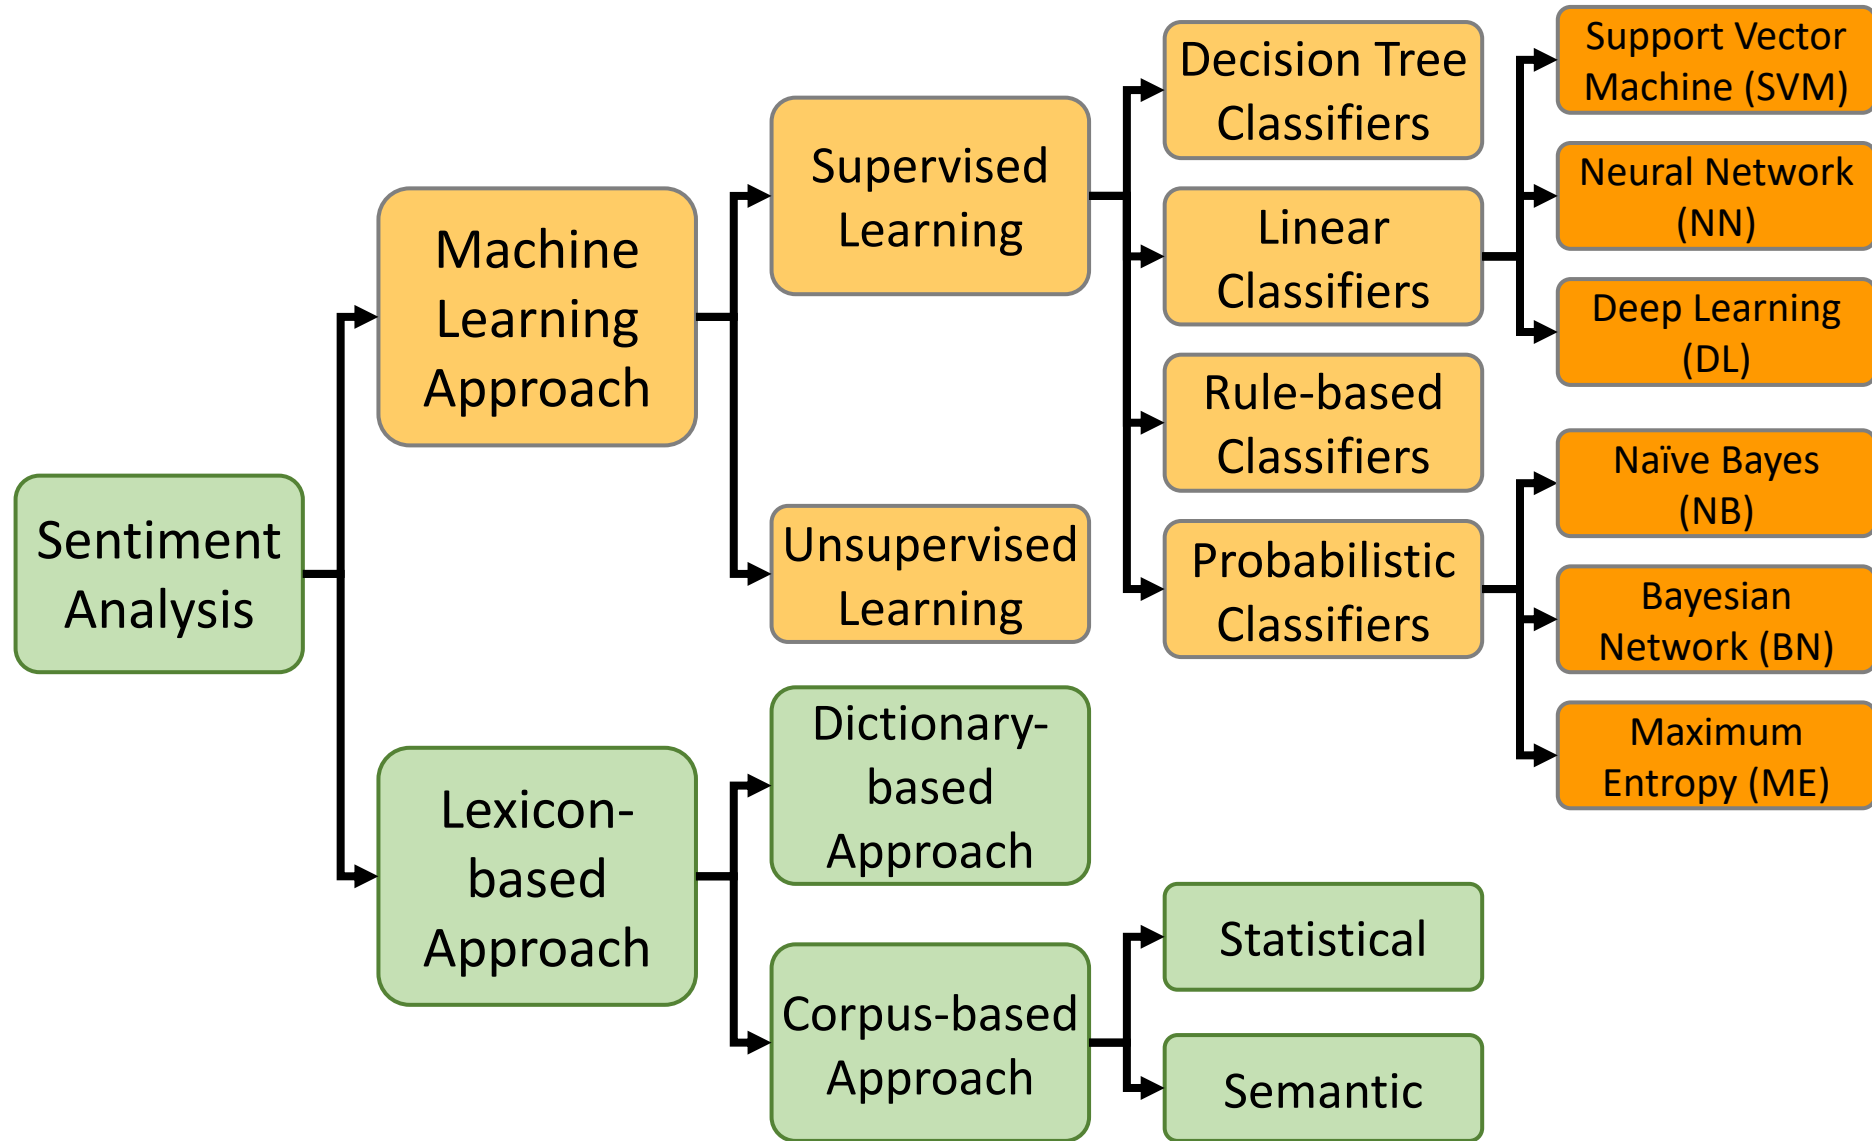 Sentiment
Analysis
Machine
Learning
Approach
Lexicon-
based
Approach
Supervised
Learning
Unsupervised
Learning
Dictionary-
based
Approach
Corpus-based
Approach
Decision Tree
Classifiers
Linear
Classifiers
Rule-based
Classifiers
Probabilistic
Classifiers
Statistical
Semantic
Support Vector
Machine (SVM)
Neural Network
(NN)
Deep Learning
(DL)
Naïve Bayes
(NB)
Bayesian
Network (BN)
Maximum
Entropy (ME)